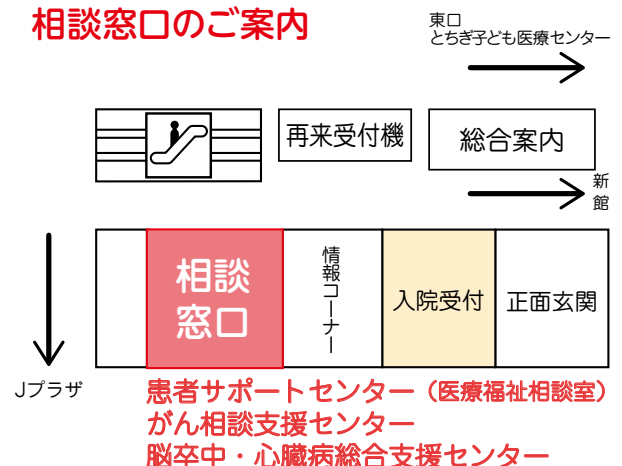 相談窓口のご案内
東口
とちぎ子ども医療センター
再来受付機
総合案内
新
館
相談
窓口
情報コーナー
入院受付
正面玄関
Jプラザ
患者サポートセンター（医療福祉相談室）
がん相談支援センター
脳卒中・心臓病総合支援センター